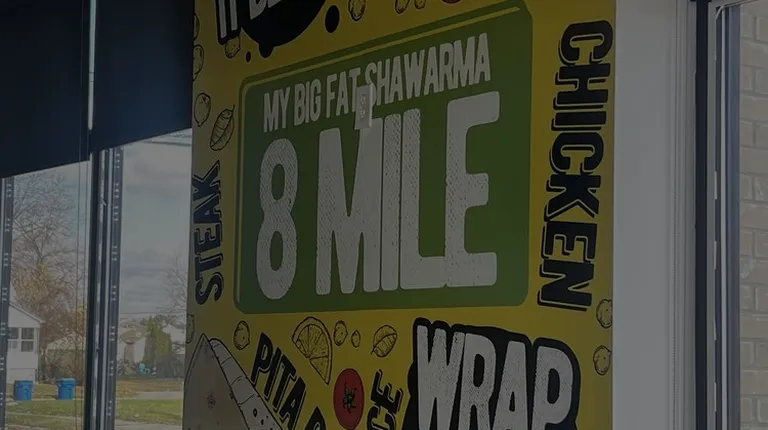 MY BIG FAT SHAWARMA
8 MILE
CHICKEN
STEAK
PITA
WRAP